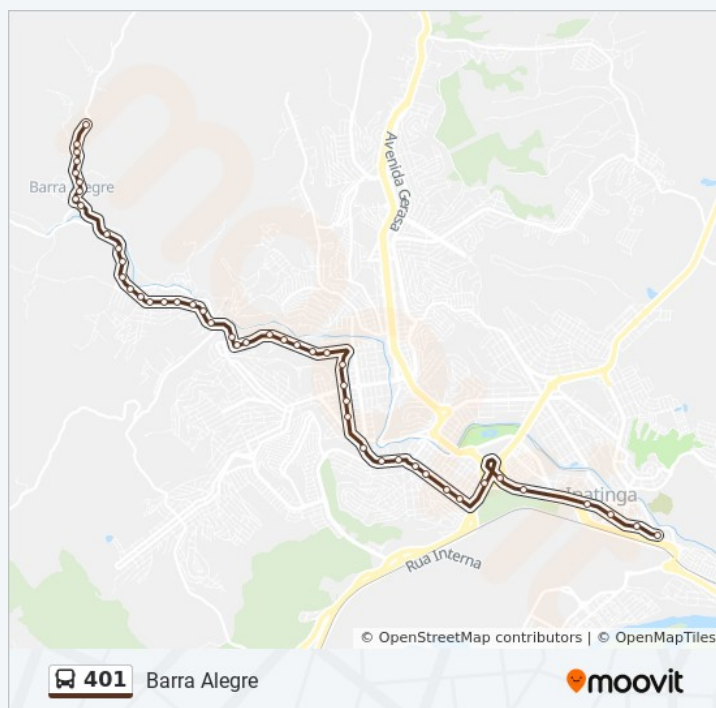 Avenida Gerasa
Barra Alegre
Ipatinga
Rua Interna
© OpenStreetMap contributors | © OpenMapTiles
401 Barra Alegre
moovit